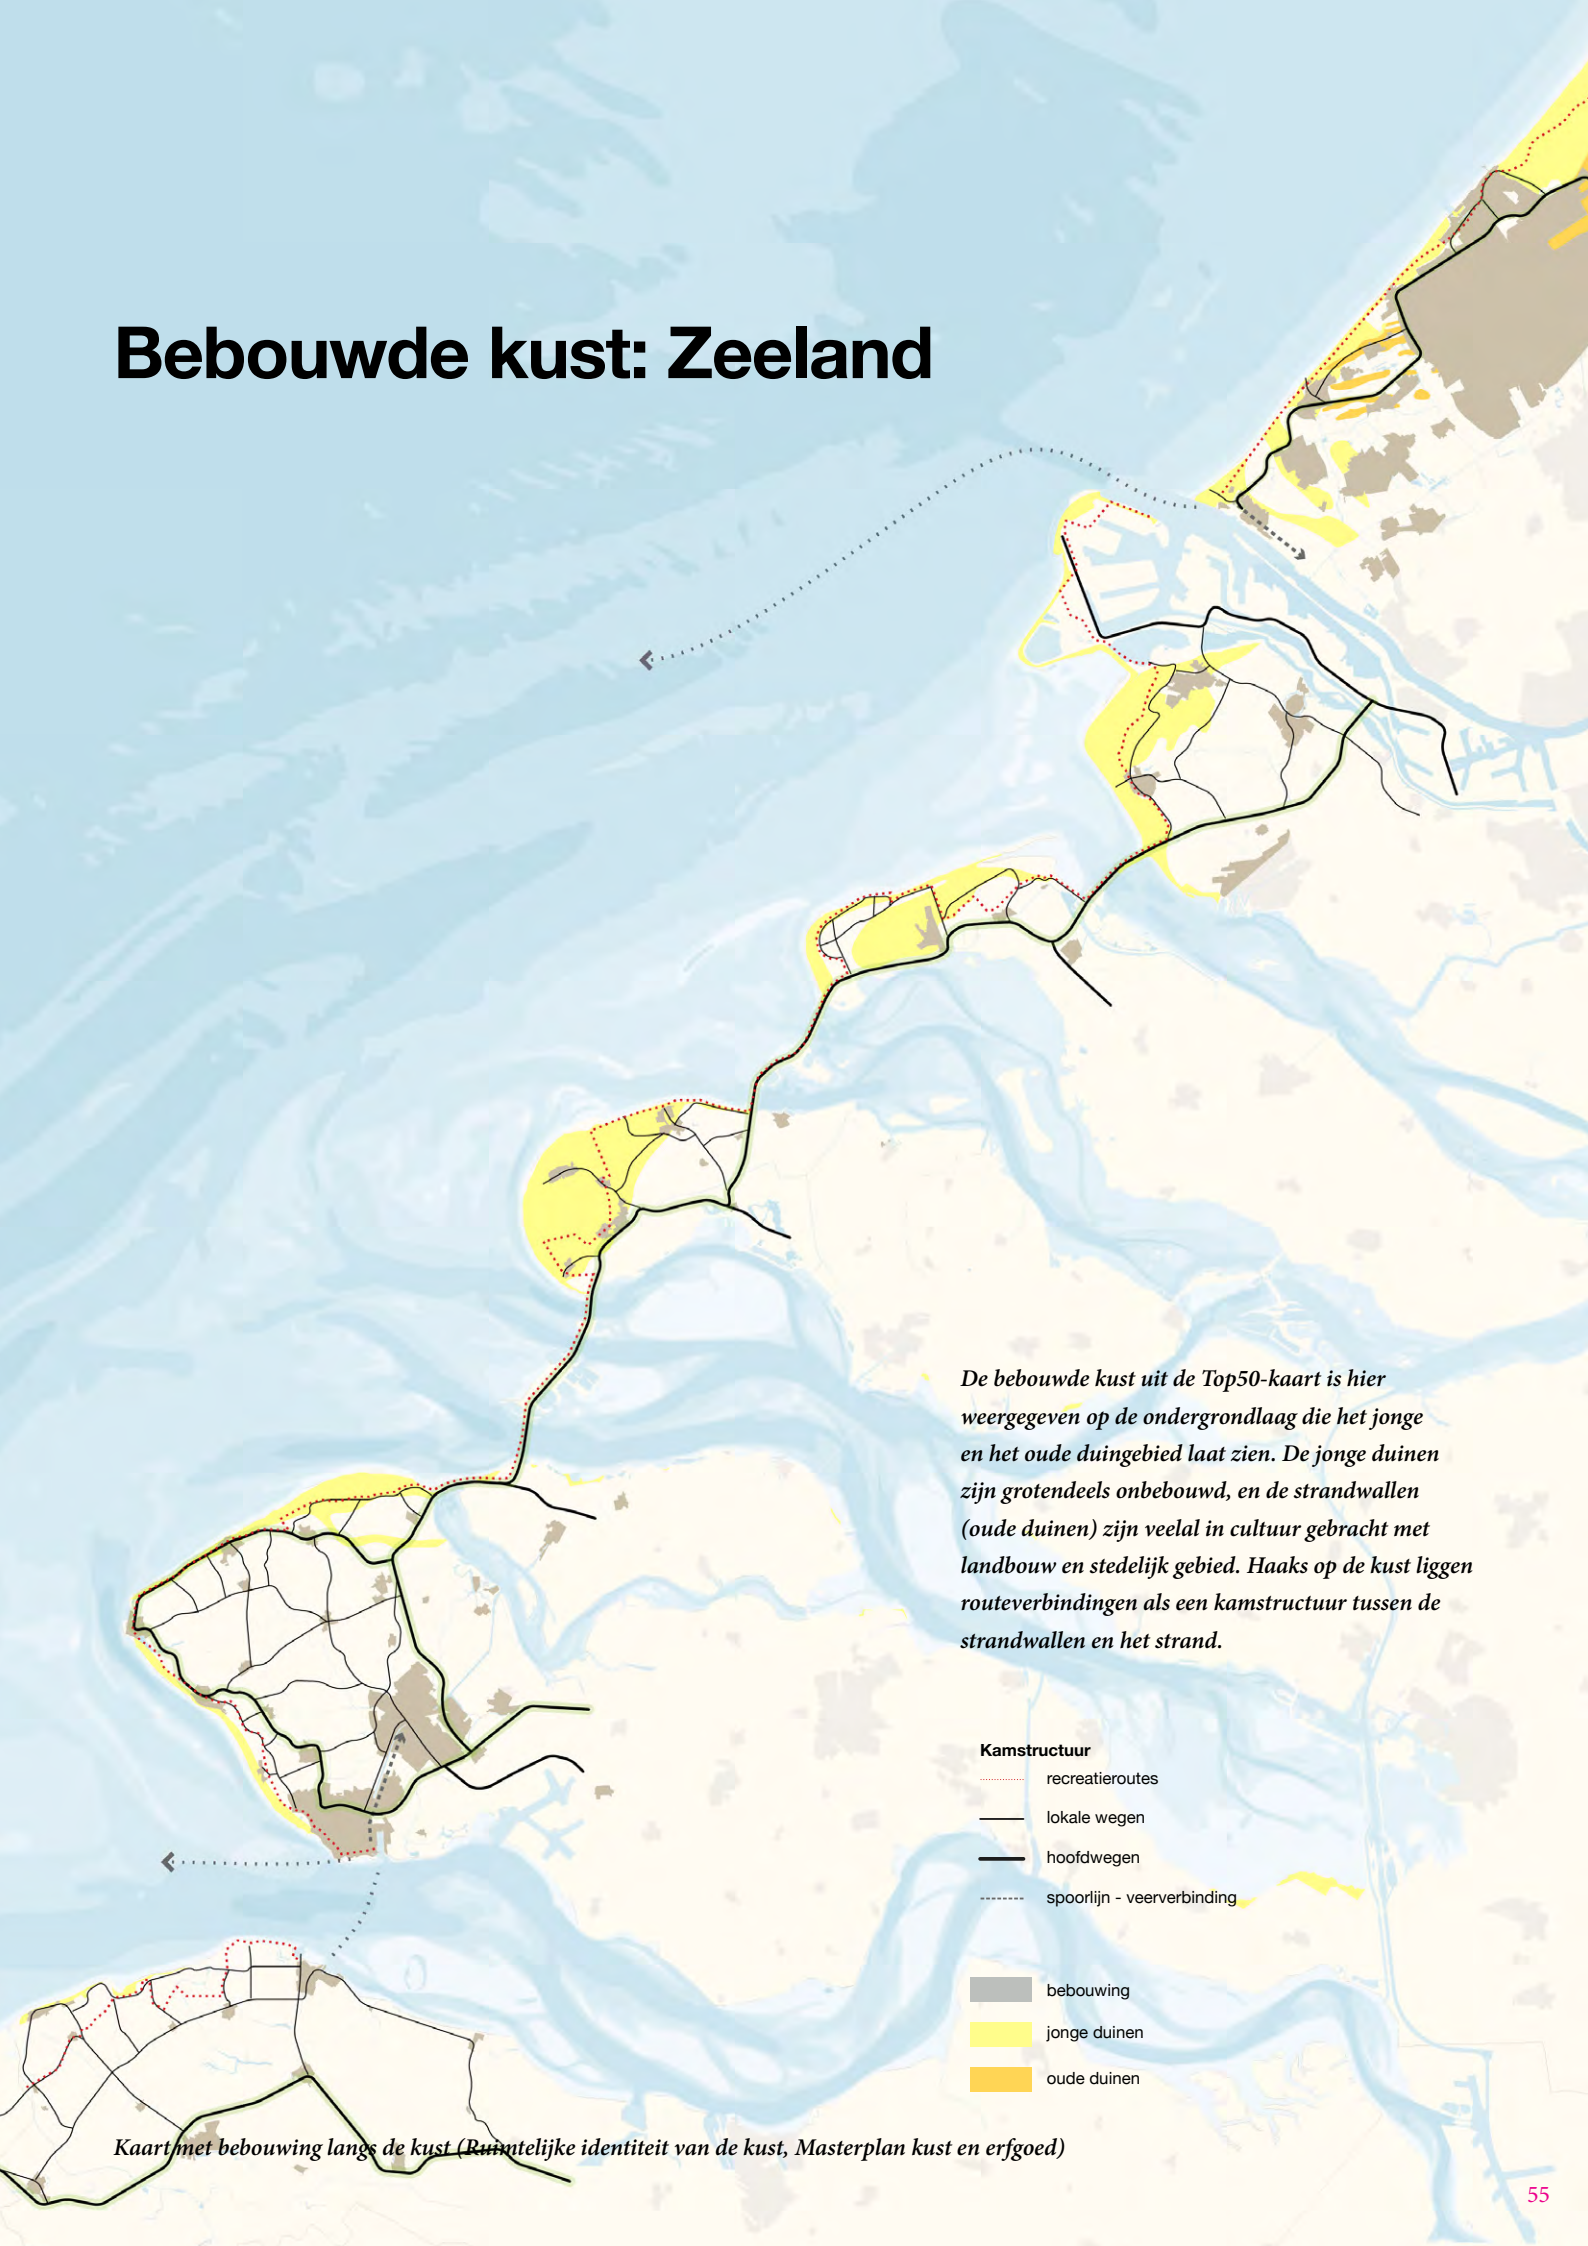 Bebouwde kust: Zeeland
De bebouwde kust uit de Top50-kaart is hier
weergegeven op de ondergrondlaag die het jonge
en het oude duingebied laat zien. De jonge duinen
zijn grotendeels onbebouwd, en de strandwallen
(oude duinen) zijn veelal in cultuur gebracht met
landbouw en stedelijk gebied. Haaks op de kust liggen
routeverbindingen als een kamstructuur tussen de
strandwallen en het strand.
Kamstructuur
recreatieroutes
lokale wegen
hoofdwegen
spoorlijn - veerverbinding
bebouwing
jonge duinen
oude duinen
Kaart met bebouwing langs de kust (Ruimtelijke identiteit van de kust, Masterplan kust en erfgoed)
55